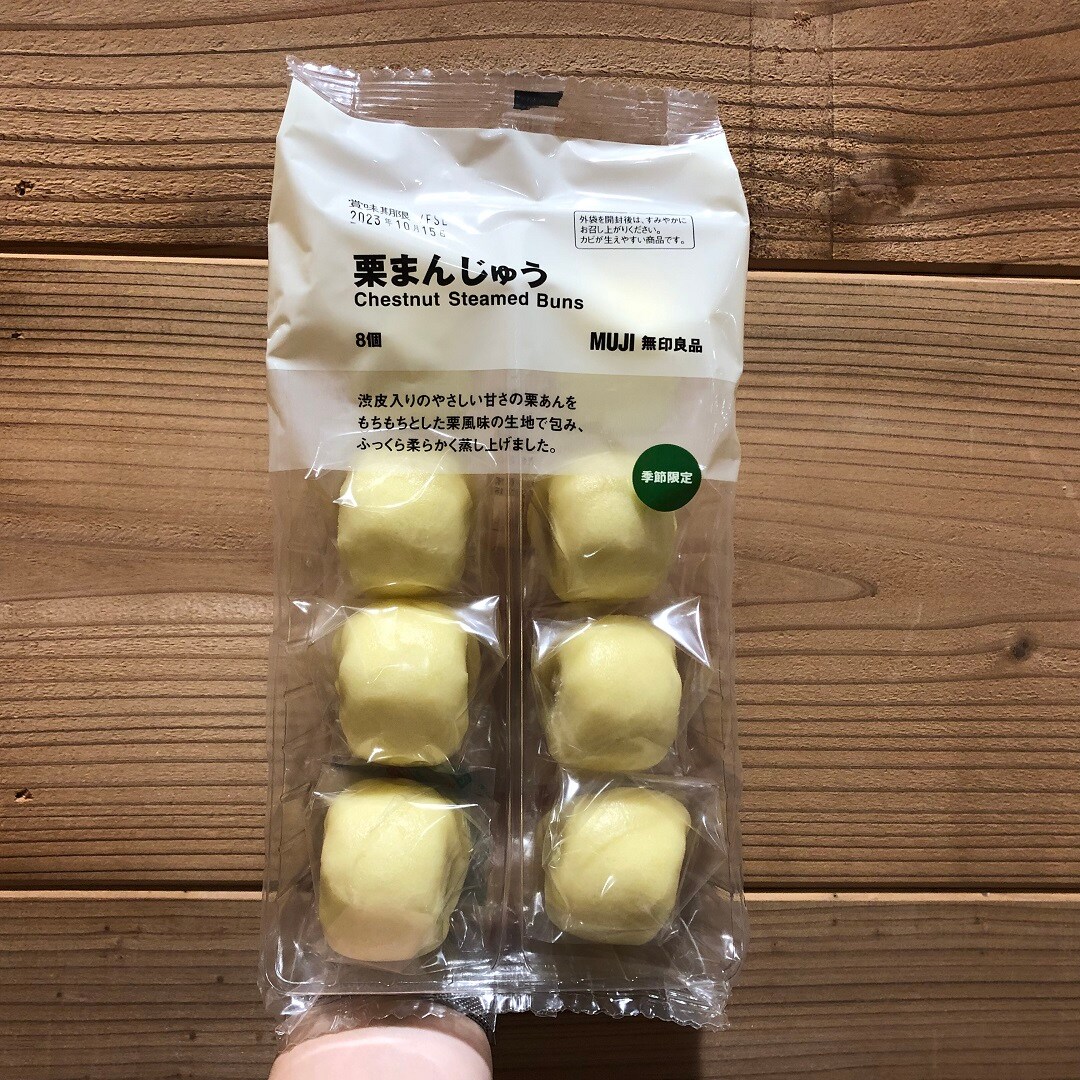 賞味期限 /FSL
2023年10月15日
外袋を開封後は、すみやかに
お召し上がりください。
カビが生えやすい商品です。
栗まんじゅう
Chestnut Steamed Buns
8個
MUJI 無印良品
渋皮入りのやさしい甘さの栗あんを
もちもちとした栗風味の生地で包み、
ふっくら柔らかく蒸し上げました。
季節限定